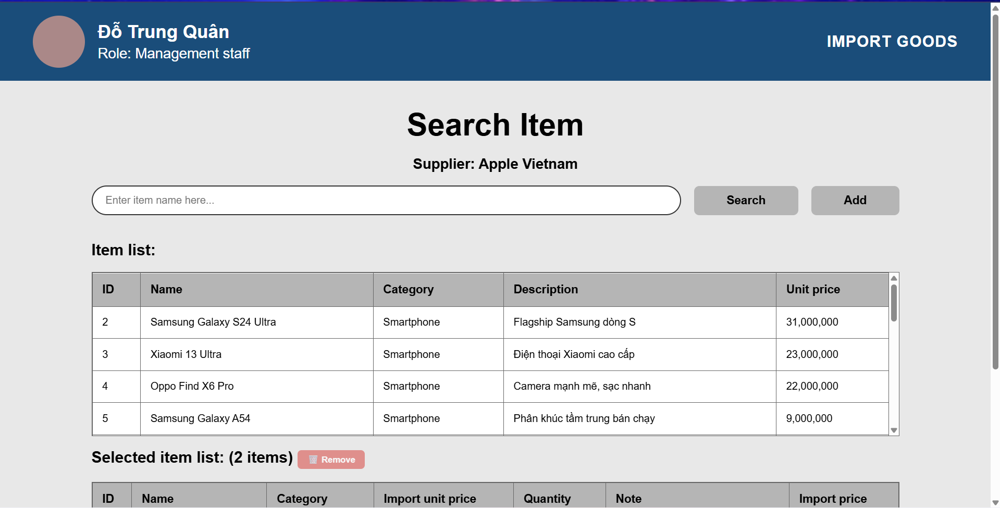 Đỗ Trung Quân
Role: Management staff
IMPORT GOODS
Search Item
Supplier: Apple Vietnam
Enter item name here...
Search
Add
Item list:
ID Name Category Description Unit price
2 Samsung Galaxy S24 Ultra Smartphone Flagship Samsung dòng S 31,000,000
3 Xiaomi 13 Ultra Smartphone Điện thoại Xiaomi cao cấp 23,000,000
4 Oppo Find X6 Pro Smartphone Camera mạnh mẽ, sạc nhanh 22,000,000
5 Samsung Galaxy A54 Smartphone Phân khúc tầm trung bán chạy 9,000,000
Selected item list: (2 items) Remove
ID Name Category Import unit price Quantity Note Import price